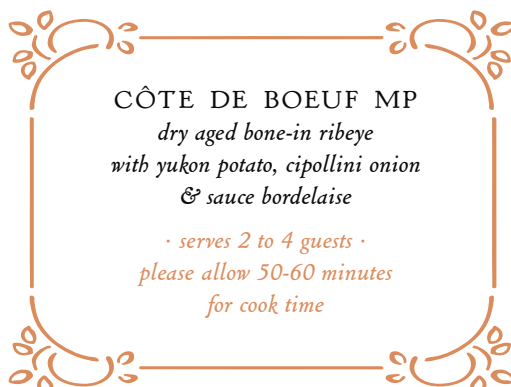 CÔTE DE BOEUF MP
dry aged bone-in ribeye
with yukon potato, cipollini onion
& sauce bordelaise
· serves 2 to 4 guests ·
please allow 50-60 minutes
for cook time